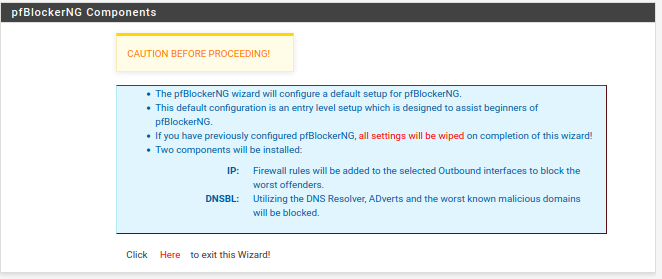 pfBlockerNG Components
CAUTION BEFORE PROCEEDING!
• The pfBlockerNG wizard will configure a default setup for pfBlockerNG.
• This default configuration is an entry level setup which is designed to assist beginners of
pfBlockerNG.
• If you have previously configured pfBlockerNG, all settings will be wiped on completion of this wizard!
• Two components will be installed:
IP: Firewall rules will be added to the selected Outbound interfaces to block the
worst offenders.
DNSBL: Utilizing the DNS Resolver, ADverts and the worst known malicious domains
will be blocked.
Click Here to exit this Wizard!